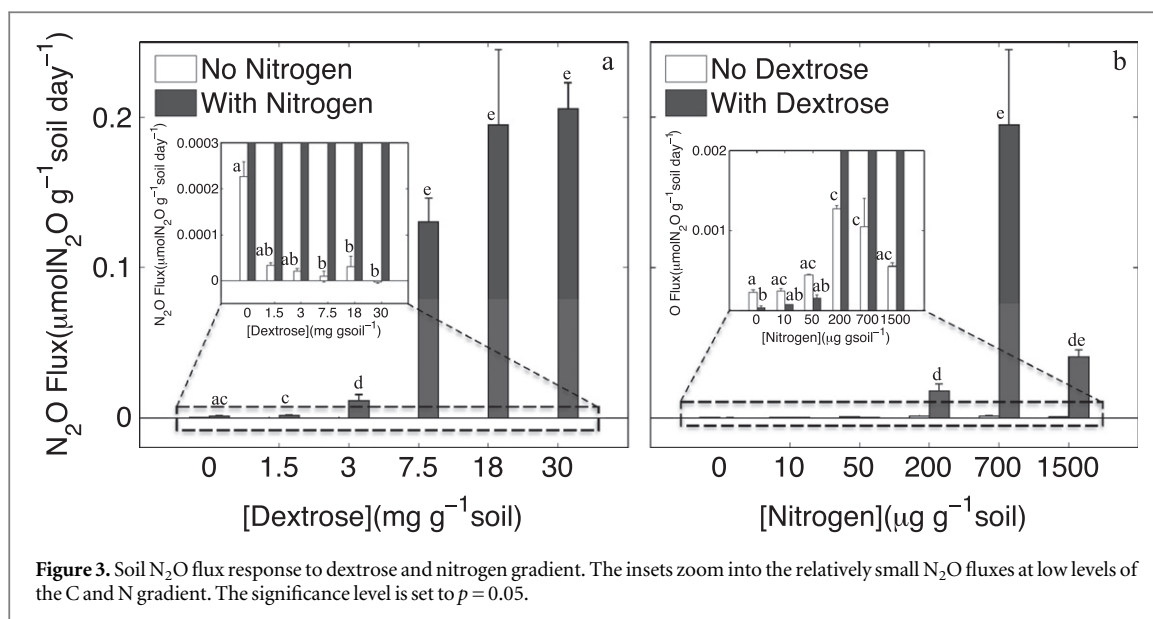 No Nitrogen
With Nitrogen
a
N₂O Flux(μmolN₂O g⁻¹soil day⁻¹)
0.2
0.1
0
ac
c
d
e
e
e
0
1.5
3
7.5
18
30
[Dextrose](mg g⁻¹soil)
N₂O Flux(μmolN₂O g⁻¹soil day⁻¹)
0.0003
0.0002
0.0001
0
a
ab
ab
b
b
b
0
1.5
3
7.5
18
30
[Dextrose](mg gsoil⁻¹)
No Dextrose
With Dextrose
b
d
e
de
0
10
50
200
700
1500
[Nitrogen](μg g⁻¹soil)
O Flux(μmolN₂O g⁻¹soil day⁻¹)
0.002
0.001
a
b
ac
ab
ac
ab
c
c
ac
0
10
50
200
700
1500
[Nitrogen](μg gsoil⁻¹)
Figure 3. Soil N₂O flux response to dextrose and nitrogen gradient. The insets zoom into the relatively small N₂O fluxes at low levels of
the C and N gradient. The significance level is set to p = 0.05.